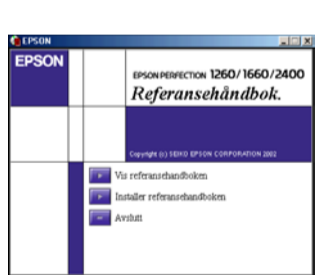 EPSON
EPSON
EPSON PERFECTION 1260/1660/2400
Referansehåndbok.
Copyright (c) SEIKO EPSON CORPORATION 2002
Vis referansehandboken
Installer referansehandboken
Avslutt